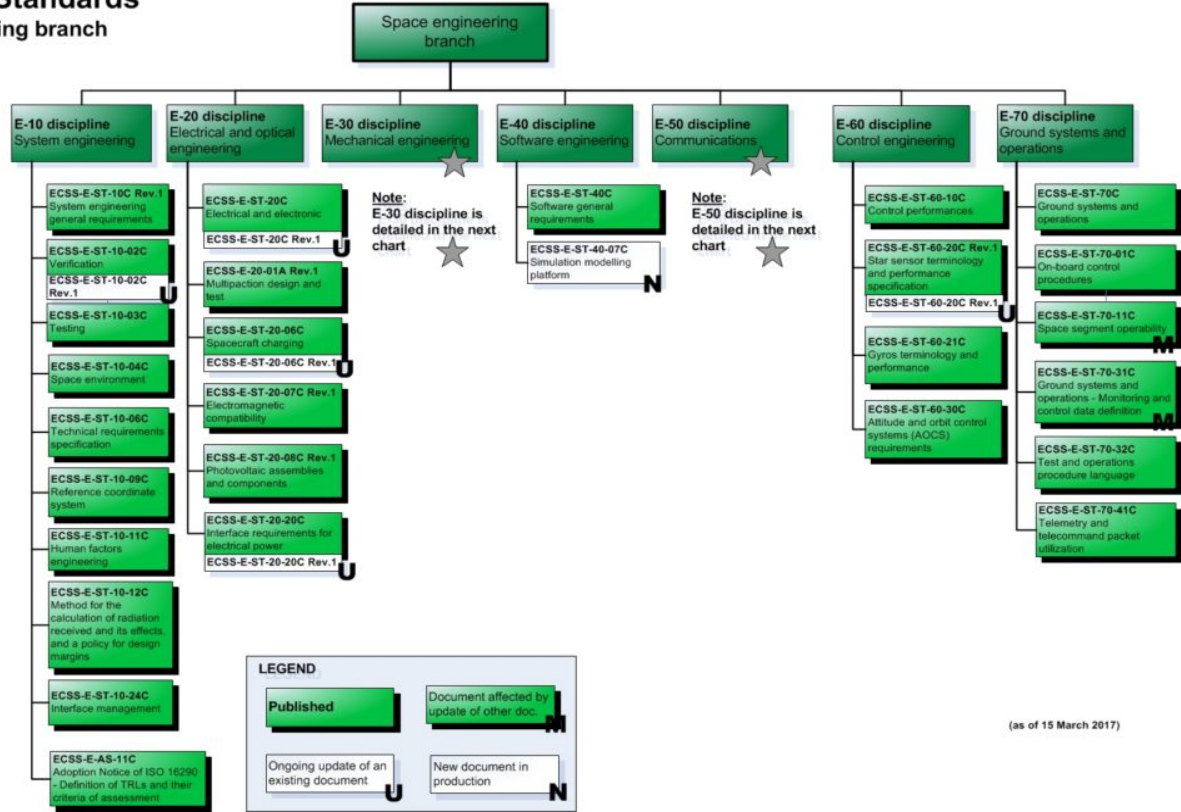 Standards
ing branch
Space engineering
branch
E-10 discipline
System engineering
E-20 discipline
Electrical and optical
engineering
E-30 discipline
Mechanical engineering
E-40 discipline
Software engineering
E-50 discipline
Communications
E-60 discipline
Control engineering
E-70 discipline
Ground systems and
operations
ECSS-E-ST-10C Rev.1
System engineering
general requirements
ECSS-E-ST-10-02C
Verification
ECSS-E-ST-10-02C
Rev.1
U
ECSS-E-ST-10-03C
Testing
ECSS-E-ST-10-04C
Space environment
ECSS-E-ST-10-06C
Technical requirements
specification
ECSS-E-ST-10-09C
Reference coordinate
system
ECSS-E-ST-10-11C
Human factors
engineering
ECSS-E-ST-10-12C
Method for the
calculation of radiation
received and its effects,
and a policy for design
margins
ECSS-E-ST-10-24C
Interface management
ECSS-E-AS-11C
Adoption Notice of ISO 16290
- Definition of TRLs and their
criteria of assessment
ECSS-E-ST-20C
Electrical and electronic
ECSS-E-ST-20C Rev.1
U
ECSS-E-20-01A Rev.1
Multipaction design and
test
ECSS-E-ST-20-06C
Spacecraft charging
ECSS-E-ST-20-06C Rev.1
U
ECSS-E-ST-20-07C Rev.1
Electromagnetic
compatibility
ECSS-E-ST-20-08C Rev.1
Photovoltaic assemblies
and components
ECSS-E-ST-20-20C
Interface requirements for
electrical power
ECSS-E-ST-20-20C Rev.1
U
Note:
E-30 discipline is
detailed in the next
chart
ECSS-E-ST-40C
Software general
requirements
ECSS-E-ST-40-07C
Simulation modelling
platform
N
Note:
E-50 discipline is
detailed in the next
chart
ECSS-E-ST-60-10C
Control performances
ECSS-E-ST-60-20C Rev.1
Star sensor terminology
and performance
specification
ECSS-E-ST-60-20C Rev.1
U
ECSS-E-ST-60-21C
Gyros terminology and
performance
ECSS-E-ST-60-30C
Attitude and orbit control
systems (AOCS)
requirements
ECSS-E-ST-70C
Ground systems and
operations
ECSS-E-ST-70-01C
On-board control
procedures
ECSS-E-ST-70-11C
Space segment operability
M
ECSS-E-ST-70-31C
Ground systems and
operations - Monitoring and
control data definition
M
ECSS-E-ST-70-32C
Test and operations
procedure language
ECSS-E-ST-70-41C
Telemetry and
telecommand packet
utilization
LEGEND
Published
Document affected by
update of other doc.
M
Ongoing update of an
existing document
U
New document in
production
N
(as of 15 March 2017)